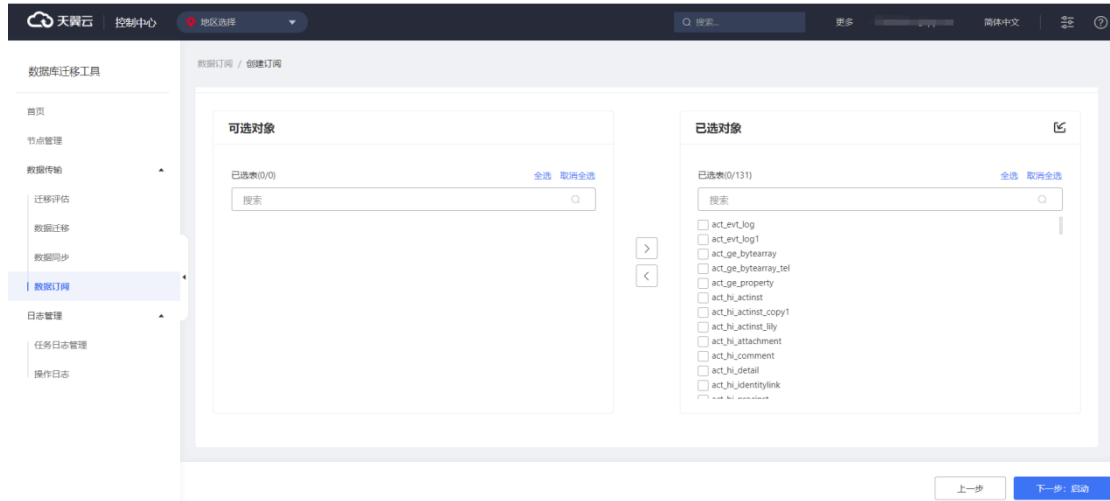 天翼云 控制中心 地区选择 搜索... 更多 简体中文
数据库迁移工具
首页
节点管理
数据传输
迁移评估
数据迁移
数据同步
数据订阅
日志管理
任务日志管理
操作日志
数据订阅 / 创建订阅
可选对象
已选表(0/0) 全选 取消全选
搜索
>
<
已选对象
已选表(0/131) 全选 取消全选
搜索
act_evt_log
act_evt_log1
act_ge_bytearray
act_ge_bytearray_tel
act_ge_property
act_hi_actinst
act_hi_actinst_copy1
act_hi_actinst_lily
act_hi_attachment
act_hi_comment
act_hi_detail
act_hi_identitylink
上一步 下一步：启动